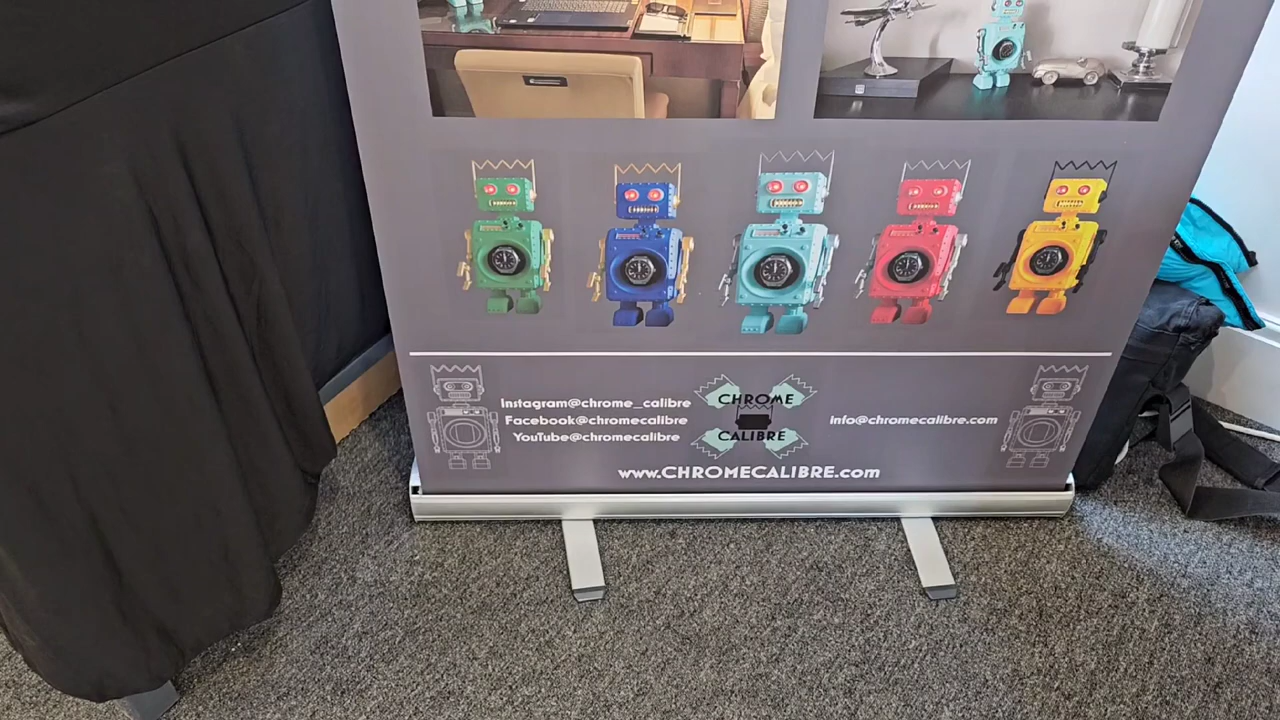 Instagram@chrome_calibre
Facebook@chromecalibre
YouTube@chromecalibre
CHROME
CALIBRE
Info@chromecalibre.com
www.CHROMECALIBRE.com